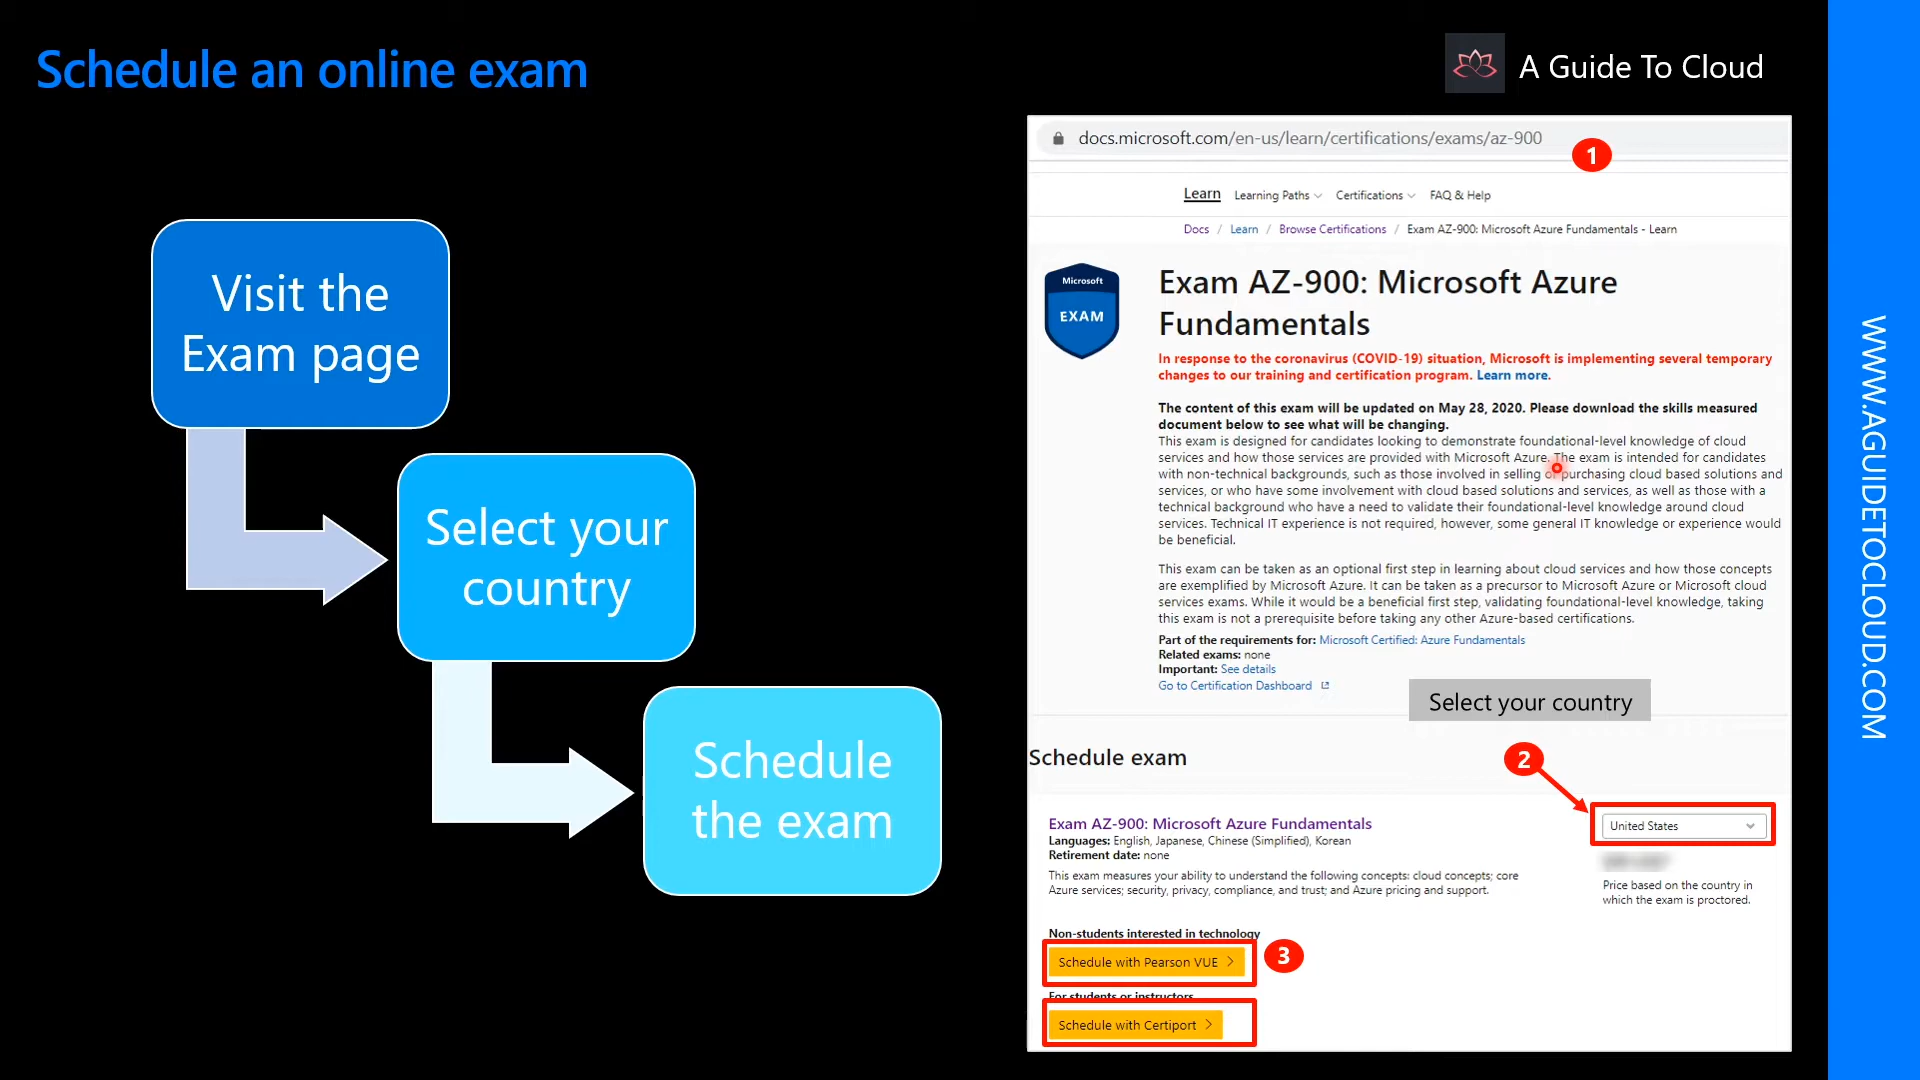 Schedule an online exam
A Guide To Cloud
Visit the
Exam page
Select your
country
Schedule
the exam
docs.microsoft.com/en-us/learn/certifications/exams/az-900
1
Learn Learning Paths Certifications FAQ & Help
Docs / Learn / Browse Certifications / Exam AZ-900: Microsoft Azure Fundamentals - Learn
Microsoft
EXAM
Exam AZ-900: Microsoft Azure
Fundamentals
In response to the coronavirus (COVID-19) situation, Microsoft is implementing several temporary
changes to our training and certification program. Learn more.
The content of this exam will be updated on May 28, 2020. Please download the skills measured
document below to see what will be changing.
This exam is designed for candidates looking to demonstrate foundational-level knowledge of cloud
services and how those services are provided with Microsoft Azure. The exam is intended for candidates
with non-technical backgrounds, such as those involved in selling or purchasing cloud based solutions and
services, or who have some involvement with cloud based solutions and services, as well as those with a
technical background who have a need to validate their foundational-level knowledge around cloud
services. Technical IT experience is not required, however, some general IT knowledge or experience would
be beneficial.
This exam can be taken as an optional first step in learning about cloud services and how those concepts
are exemplified by Microsoft Azure. It can be taken as a precursor to Microsoft Azure or Microsoft cloud
services exams. While it would be a beneficial first step, validating foundational-level knowledge, taking
this exam is not a prerequisite before taking any other Azure-based certifications.
Part of the requirements for: Microsoft Certified: Azure Fundamentals
Related exams: none
Important: See details
Go to Certification Dashboard
Select your country
Schedule exam
2
Exam AZ-900: Microsoft Azure Fundamentals
Languages: English, Japanese, Chinese (Simplified), Korean
Retirement date: none
This exam measures your ability to understand the following concepts: cloud concepts; core
Azure services; security, privacy, compliance, and trust; and Azure pricing and support.
United States
Price based on the country in
which the exam is proctored.
Non-students interested in technology
Schedule with Pearson VUE
3
For students or instructors
Schedule with Certiport
WWW.AGUIDETOCLOUD.COM